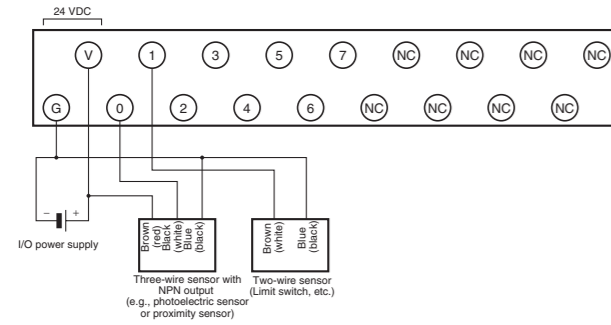 24 VDC
V 1 3 5 7 NC NC NC NC
G 0 2 4 6 NC NC NC NC
− +
I/O power supply
Brown
(red)
Black
(white)
Blue
(black)
Brown
(white)
Blue
(black)
Three-wire sensor with
NPN output
(e.g., photoelectric sensor
or proximity sensor)
Two-wire sensor
(Limit switch, etc.)